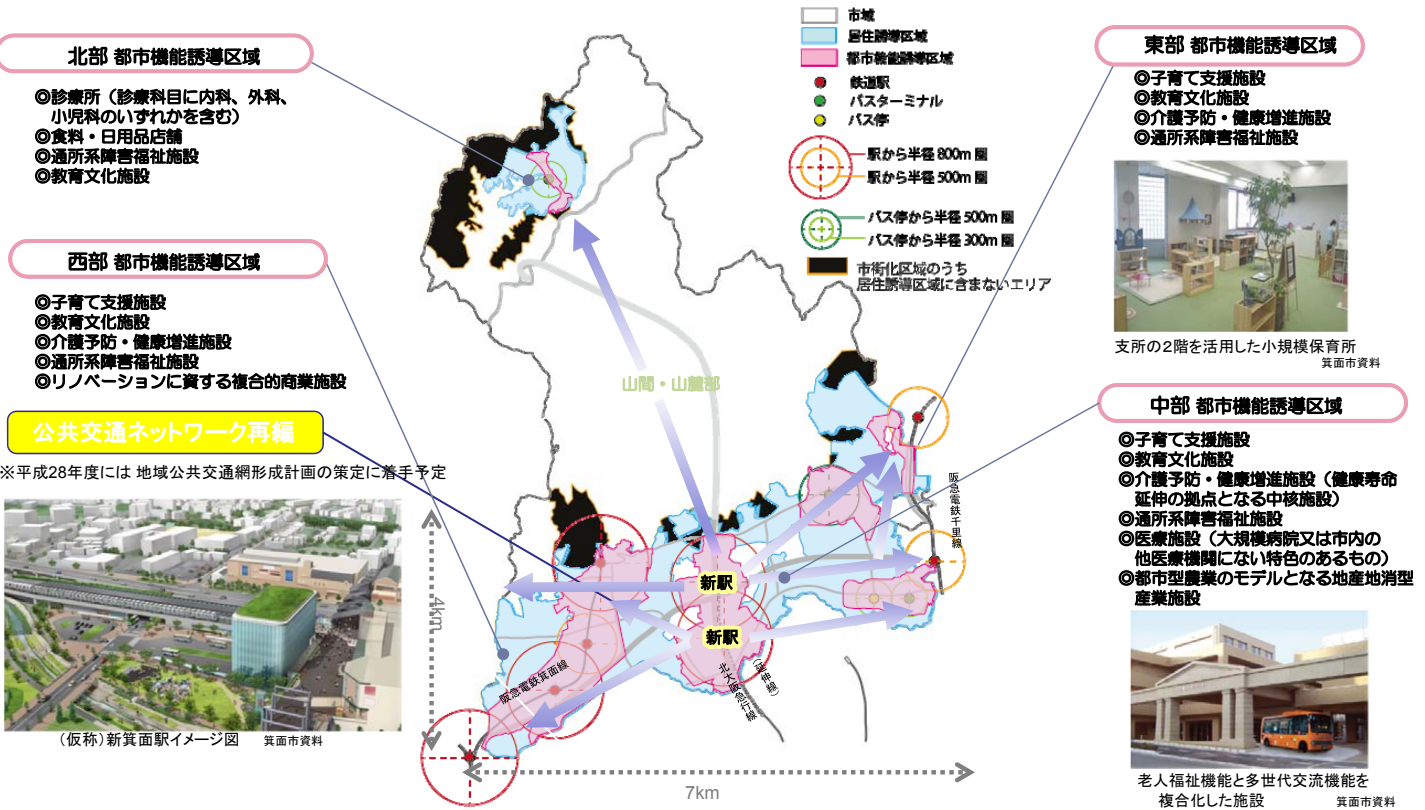 北部 都市機能誘導区域
◎診療所（診療科目に内科、外科、
小児科のいずれかを含む）
◎食料・日用品店舗
◎通所系障害福祉施設
◎教育文化施設
西部 都市機能誘導区域
◎子育て支援施設
◎教育文化施設
◎介護予防・健康増進施設
◎通所系障害福祉施設
◎リノベーションに資する複合的商業施設
公共交通ネットワーク再編
※平成28年度には 地域公共交通網形成計画の策定に着手予定
（仮称）新箕面駅イメージ図 箕面市資料
市域
居住誘導区域
都市機能誘導区域
鉄道駅
バスターミナル
バス停
駅から半径 800m 圏
駅から半径 500m 圏
バス停から半径 500m 圏
バス停から半径 300m 圏
市街化区域のうち
居住誘導区域に含まないエリア
山間・山麓部
新駅
新駅
阪急電鉄千里線
阪急電鉄箕面線
北大阪急行線
（延伸線）
4km
7km
東部 都市機能誘導区域
◎子育て支援施設
◎教育文化施設
◎介護予防・健康増進施設
◎通所系障害福祉施設
支所の２階を活用した小規模保育所
箕面市資料
中部 都市機能誘導区域
◎子育て支援施設
◎教育文化施設
◎介護予防・健康増進施設（健康寿命
延伸の拠点となる中核施設）
◎通所系障害福祉施設
◎医療施設（大規模病院又は市内の
他医療機関にない特色のあるもの）
◎都市型農業のモデルとなる地産地消型
産業施設
老人福祉機能と多世代交流機能を
複合化した施設 箕面市資料